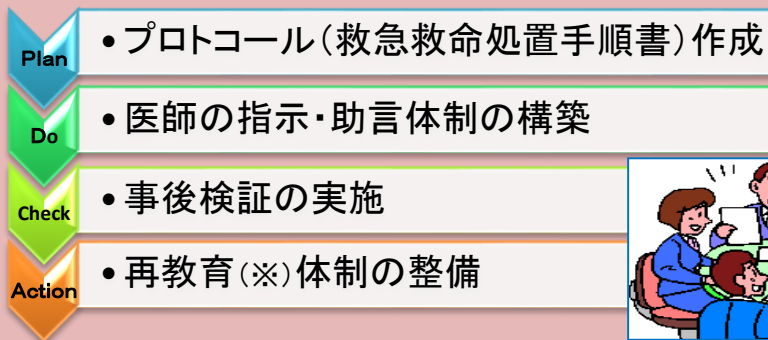 Plan
•プロトコール(救急救命処置手順書)作成
Do
•医師の指示・助言体制の構築
Check
•事後検証の実施
Action
•再教育(※)体制の整備